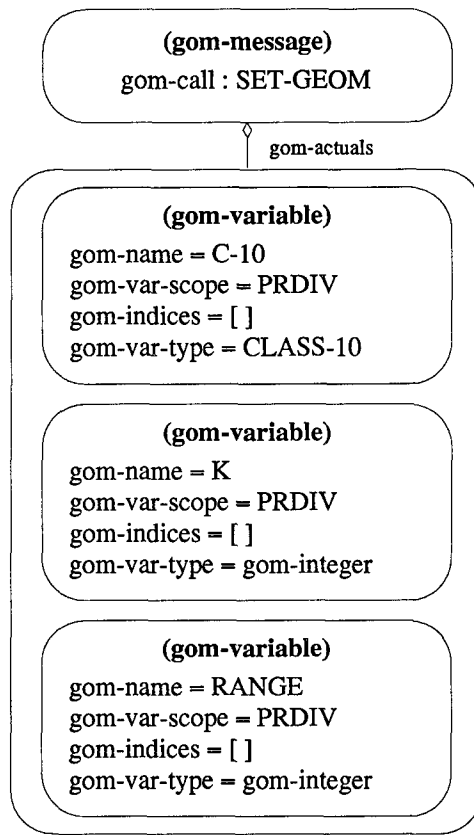 (gom-message)
gom-call : SET-GEOM
gom-actuals
(gom-variable)
gom-name = C-10
gom-var-scope = PRDIV
gom-indices = [ ]
gom-var-type = CLASS-10
(gom-variable)
gom-name = K
gom-var-scope = PRDIV
gom-indices = [ ]
gom-var-type = gom-integer
(gom-variable)
gom-name = RANGE
gom-var-scope = PRDIV
gom-indices = [ ]
gom-var-type = gom-integer